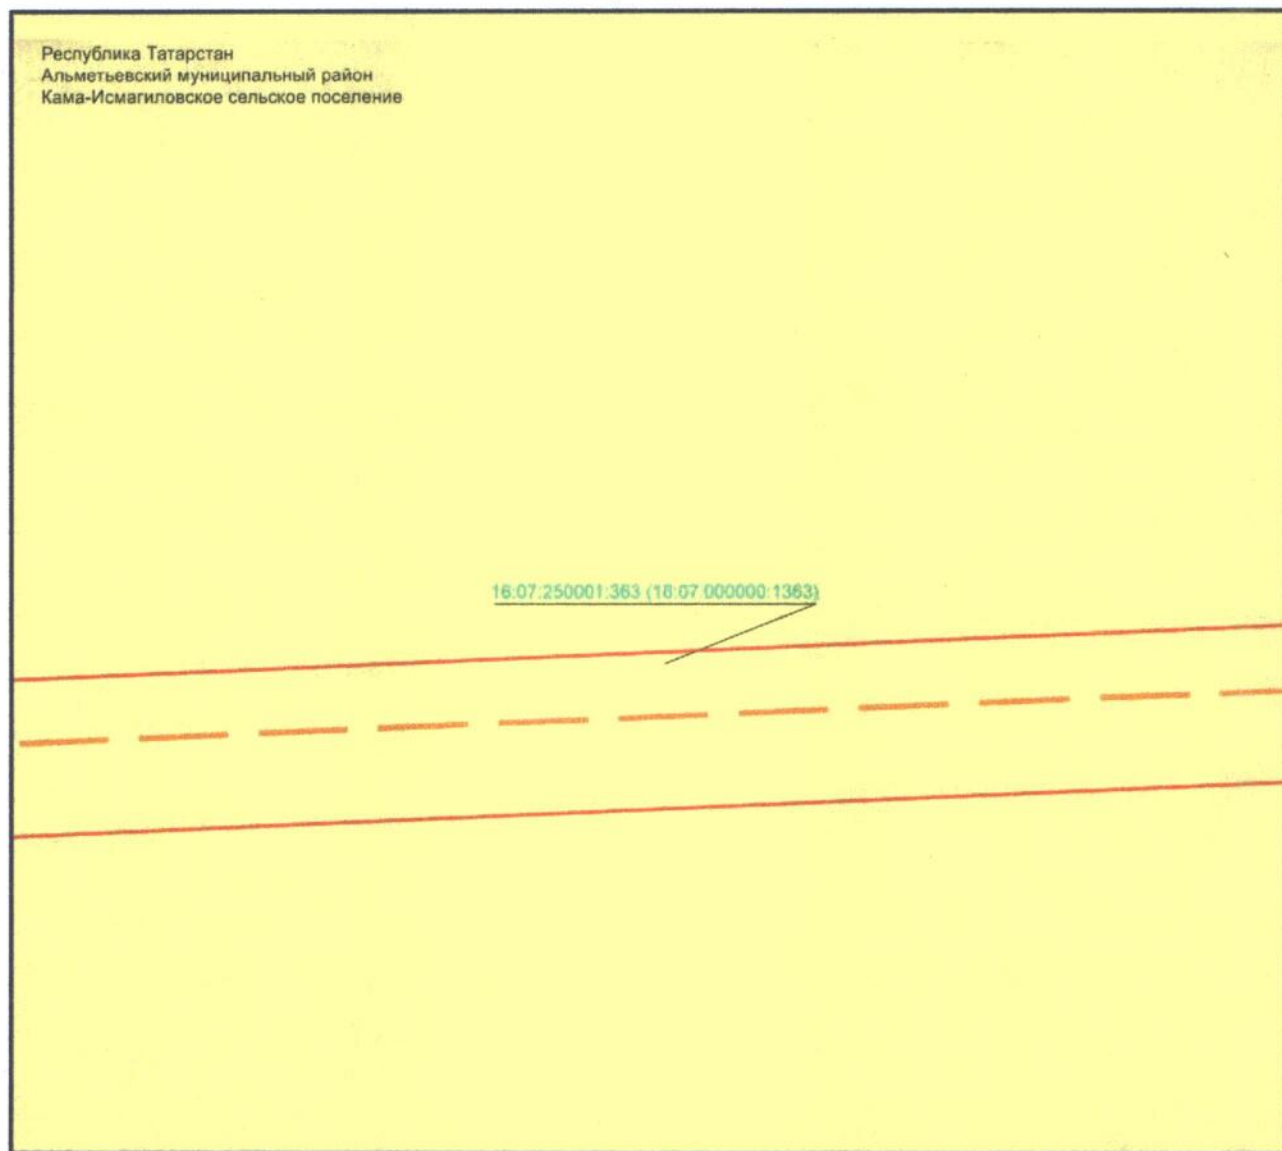 Республика Татарстан
Альметьевский муниципальный район
Кама-Исмагиловское сельское поселение
16:07:250001:363 (16:07:000000:1363)